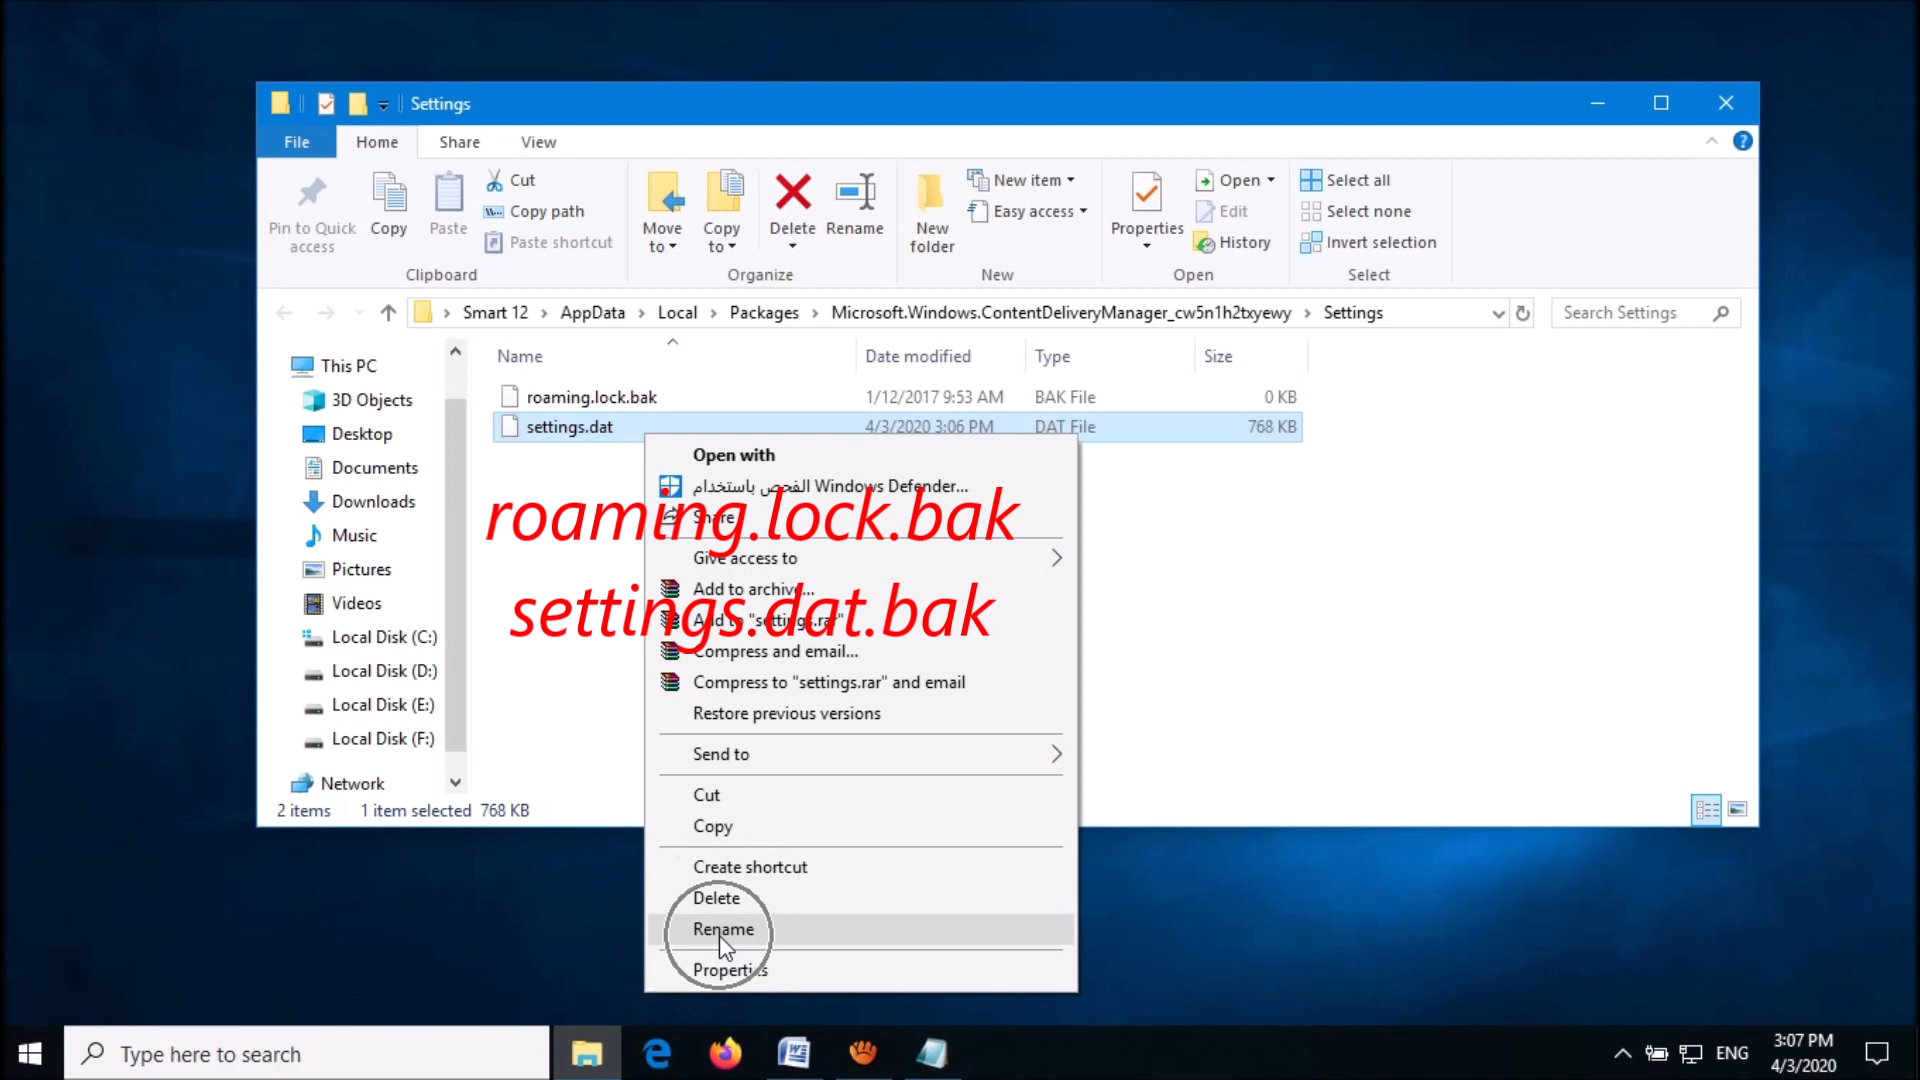 Settings
File Home Share View
Pin to Quick access
Copy
Paste
Cut
Copy path
Paste shortcut
Clipboard
Move to
Copy to
Delete
Rename
Organize
New folder
New item
Easy access
New
Properties
Open
Edit
History
Open
Select all
Select none
Invert selection
Select
Smart 12 > AppData > Local > Packages > Microsoft.Windows.ContentDeliveryManager_cw5n1h2txyewy > Settings
Search Settings
This PC
3D Objects
Desktop
Documents
Downloads
Music
Pictures
Videos
Local Disk (C:)
Local Disk (D:)
Local Disk (E:)
Local Disk (F:)
Network
Name Date modified Type Size
roaming.lock.bak 1/12/2017 9:53 AM BAK File 0 KB
settings.dat 4/3/2020 3:06 PM DAT File 768 KB
Open with
الفحص باستخدام Windows Defender...
Share
Give access to
Add to archive...
Add to "settings.rar"
Compress and email...
Compress to "settings.rar" and email
Restore previous versions
Send to
Cut
Copy
Create shortcut
Delete
Rename
Properties
roaming.lock.bak
settings.dat.bak
2 items 1 item selected 768 KB
Type here to search
ENG
3:07 PM
4/3/2020